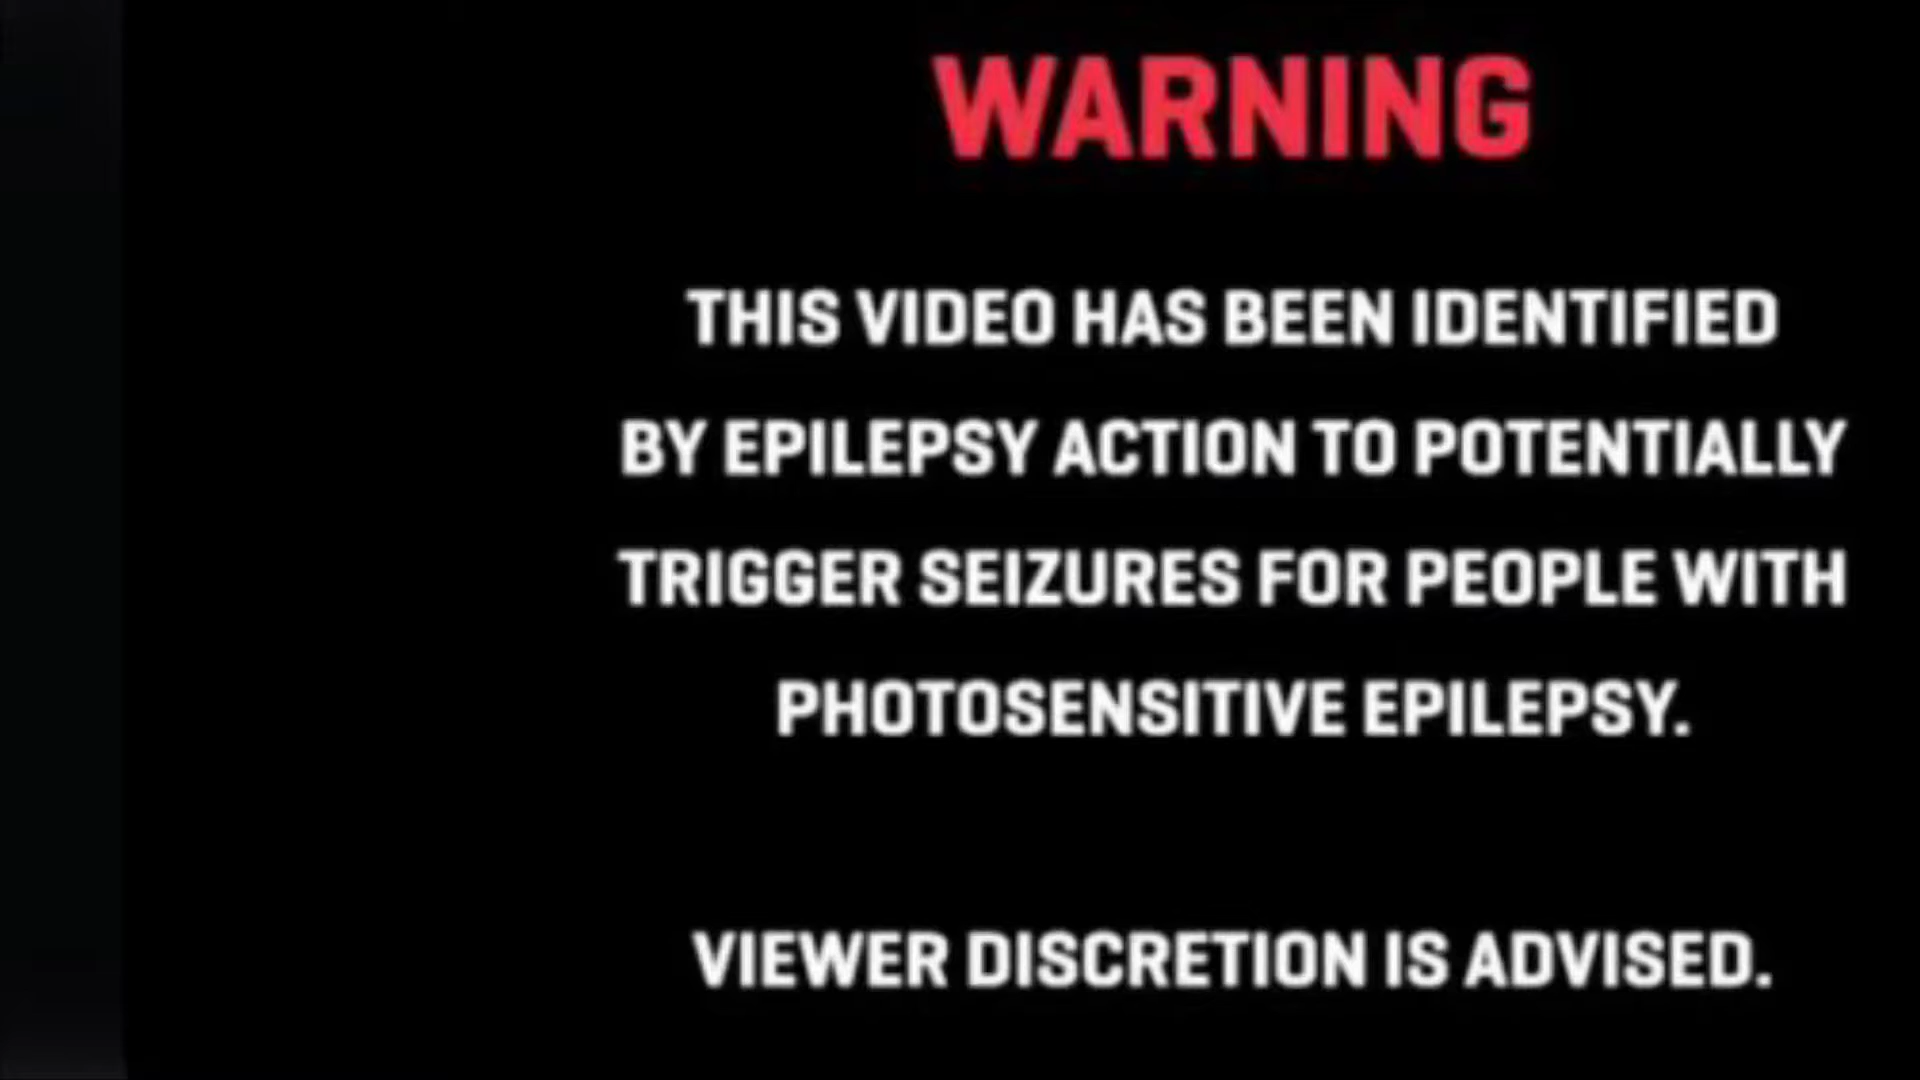 WARNING
THIS VIDEO HAS BEEN IDENTIFIED
BY EPILEPSY ACTION TO POTENTIALLY
TRIGGER SEIZURES FOR PEOPLE WITH
PHOTOSENSITIVE EPILEPSY.
VIEWER DISCRETION IS ADVISED.